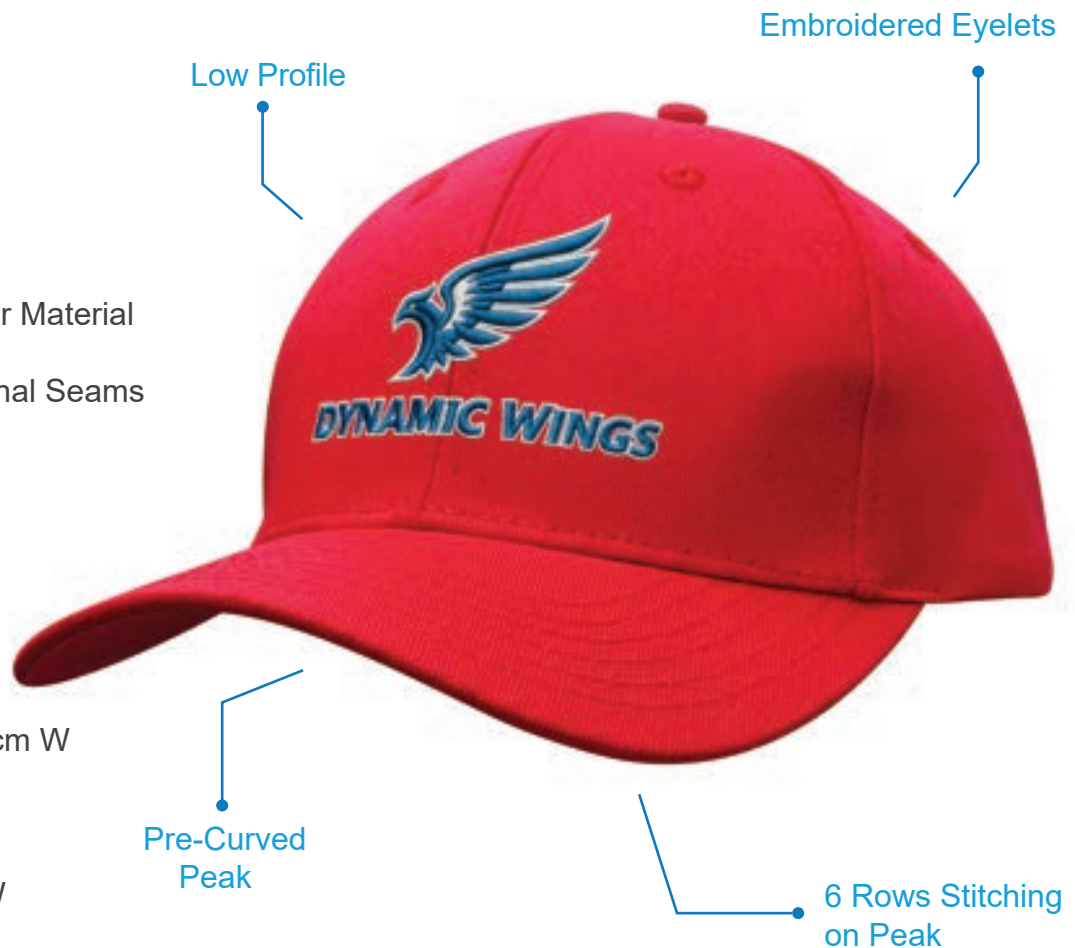 Embroidered Eyelets
Low Profile
r Material
nal Seams
DYNAMIC WINGS
cm W
Pre-Curved
Peak
6 Rows Stitching
on Peak